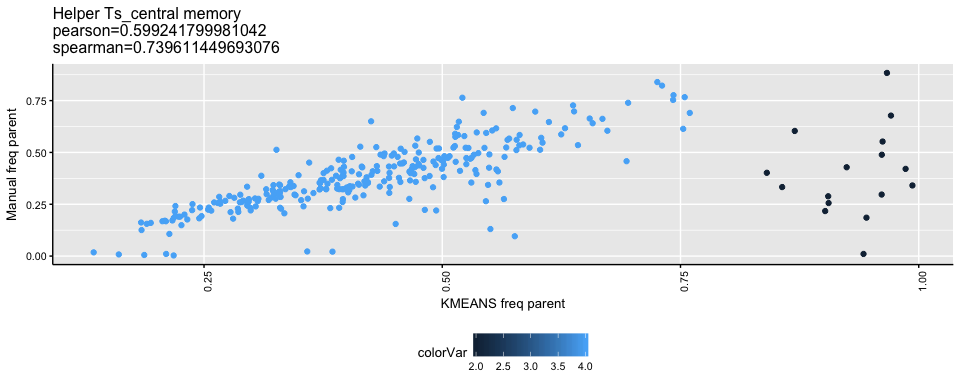 Helper Ts_central memory
pearson=0.599241799981042
spearman=0.739611449693076
Manual freq parent
0.75
0.50
0.25
0.00
0.25
0.50
0.75
1.00
KMEANS freq parent
colorVar
2.0 2.5 3.0 3.5 4.0